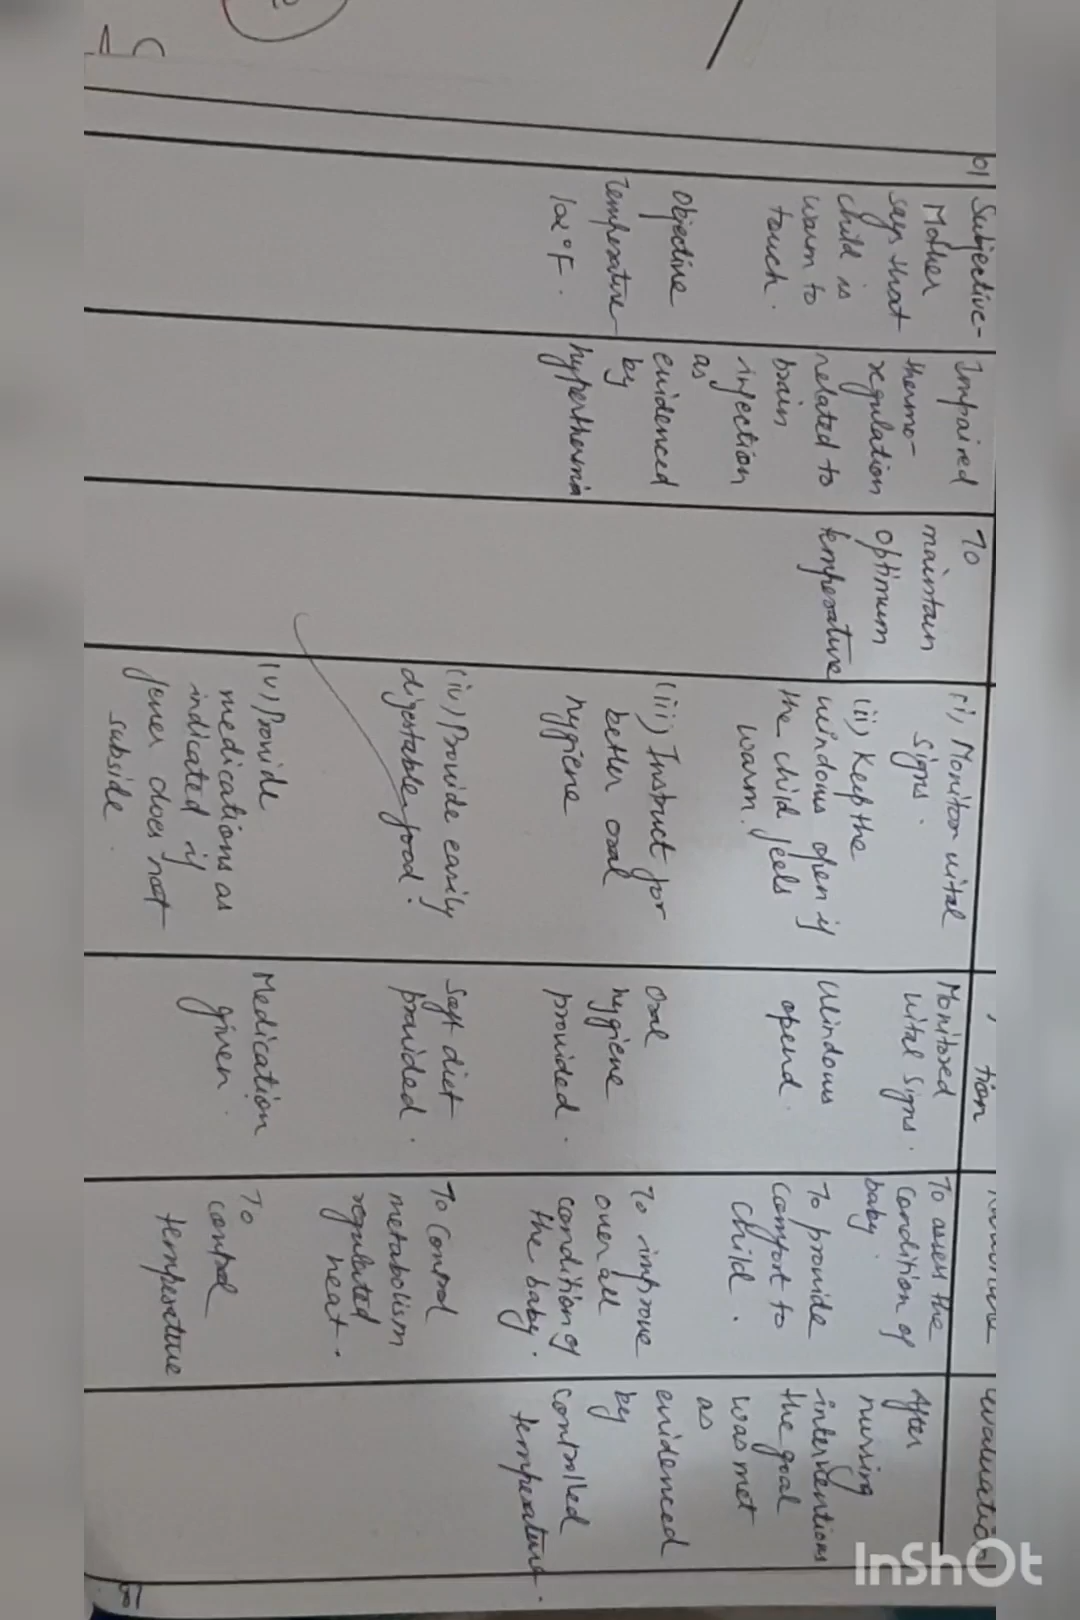 tion
evaluation
01
Subjective-
Mother
says that
child is
warm to
touch.
Objective
Temperature-
102°F.
Impaired
thermo-
regulation
related to
brain
injection
as
evidenced
by
hyperthermia
To
maintain
optimum
temperature
(i) Monitor vital
signs.
(ii) Keep the
windows open if
the child feels
warm.
(iii) Instruct for
better oral
hygiene
(iv) Provide easily
digestable food.
(v) Provide
medications as
indicated if
fever does not
subside.
Monitored
vital signs.
Windows
opend.
Oral
hygiene
provided.
Soft diet
provided.
Medication
given.
To assess the
condition of
baby.
To provide
comfort to
child.
To improve
over all
condition of
the baby.
To control
metabolism
regulated
heat.
To
control
temperature
After
nursing
interventions
the goal
was met
as
evidenced
by
controlled
temperature.
InShOt